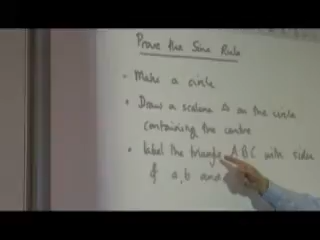 Prove the Sine Rule
• Make a circle
• Draw a scalene Δ on the circle
containing the centre
• label the triangle ABC with sides
of a, b and